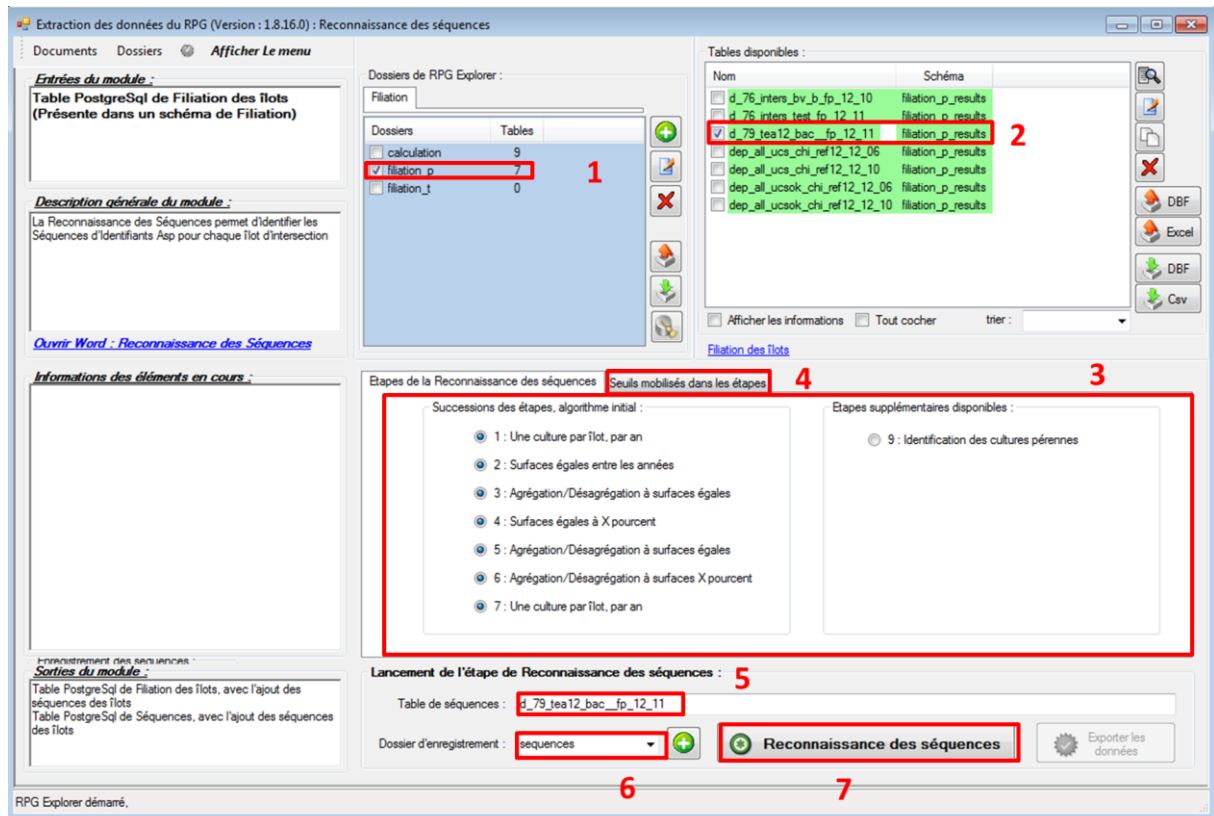 Extraction des données du RPG (Version : 1.8.16.0) : Reconnaissance des séquences
Documents Dossiers Afficher Le menu
Entrées du module :
Table PostgreSql de Filiation des îlots
(Présente dans un schéma de Filiation)
Description générale du module :
La Reconnaissance des Séquences permet d'identifier les
Séquences d'Identifiants Asp pour chaque îlot d'intersection
Ouvrir Word : Reconnaissance des Séquences
Dossiers de RPG Explorer :
Filiation
Dossiers Tables
calculation 9
filiation_p 7
filiation_t 0
1
Tables disponibles :
Nom Schéma
d_76_inters_bv_b_fp_12_10 filiation_p_results
d_76_inters_test_fp_12_11 filiation_p_results
d_79_tea12_bac__fp_12_11 filiation_p_results
dep_all_ucs_chi_ref12_12_06 filiation_p_results
dep_all_ucs_chi_ref12_12_10 filiation_p_results
dep_all_ucsok_chi_ref12_12_06 filiation_p_results
dep_all_ucsok_chi_ref12_12_10 filiation_p_results
2
DBF
Excel
DBF
Csv
Afficher les informations Tout cocher trier :
Filiation des îlots
Informations des éléments en cours :
Etapes de la Reconnaissance des séquences Seuils mobilisés dans les étapes
4
3
Successions des étapes, algorithme initial :
1 : Une culture par îlot, par an
2 : Surfaces égales entre les années
3 : Agrégation/Désagrégation à surfaces égales
4 : Surfaces égales à X pourcent
5 : Agrégation/Désagrégation à surfaces égales
6 : Agrégation/Désagrégation à surfaces X pourcent
7 : Une culture par îlot, par an
Etapes supplémentaires disponibles :
9 : Identification des cultures pérennes
Enregistrement des séquences :
Sorties du module :
Table PostgreSql de Filiation des îlots, avec l'ajout des
séquences des îlots
Table PostgreSql de Séquences, avec l'ajout des séquences
des îlots
Lancement de l'étape de Reconnaissance des séquences :
5
Table de séquences : d_79_tea12_bac__fp_12_11
Dossier d'enregistrement : sequences
Reconnaissance des séquences
Exporter les
données
6
7
RPG Explorer démarré,